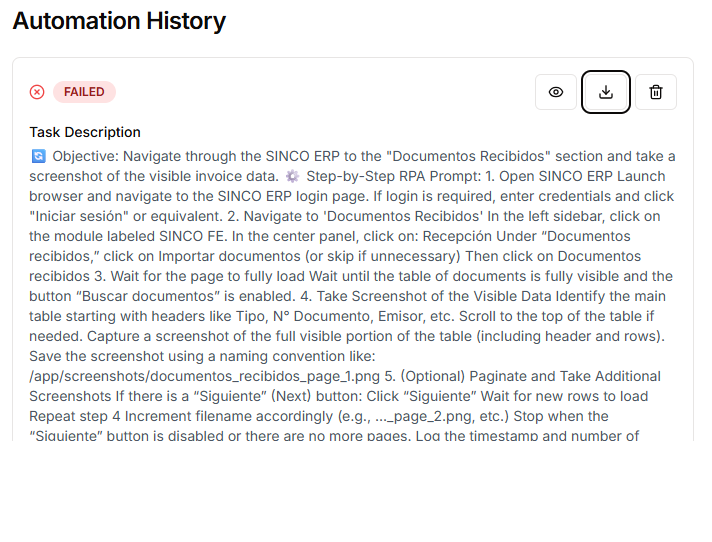 Automation History
FAILED
Task Description
🔄 Objective: Navigate through the SINCO ERP to the "Documentos Recibidos" section and take a
screenshot of the visible invoice data. ⚙️ Step-by-Step RPA Prompt: 1. Open SINCO ERP Launch
browser and navigate to the SINCO ERP login page. If login is required, enter credentials and click
"Iniciar sesión" or equivalent. 2. Navigate to 'Documentos Recibidos' In the left sidebar, click on
the module labeled SINCO FE. In the center panel, click on: Recepción Under “Documentos
recibidos,” click on Importar documentos (or skip if unnecessary) Then click on Documentos
recibidos 3. Wait for the page to fully load Wait until the table of documents is fully visible and the
button “Buscar documentos” is enabled. 4. Take Screenshot of the Visible Data Identify the main
table starting with headers like Tipo, N° Documento, Emisor, etc. Scroll to the top of the table if
needed. Capture a screenshot of the full visible portion of the table (including header and rows).
Save the screenshot using a naming convention like:
/app/screenshots/documentos_recibidos_page_1.png 5. (Optional) Paginate and Take Additional
Screenshots If there is a “Siguiente” (Next) button: Click “Siguiente” Wait for new rows to load
Repeat step 4 Increment filename accordingly (e.g., ..._page_2.png, etc.) Stop when the
“Siguiente” button is disabled or there are no more pages. Log the timestamp and number of